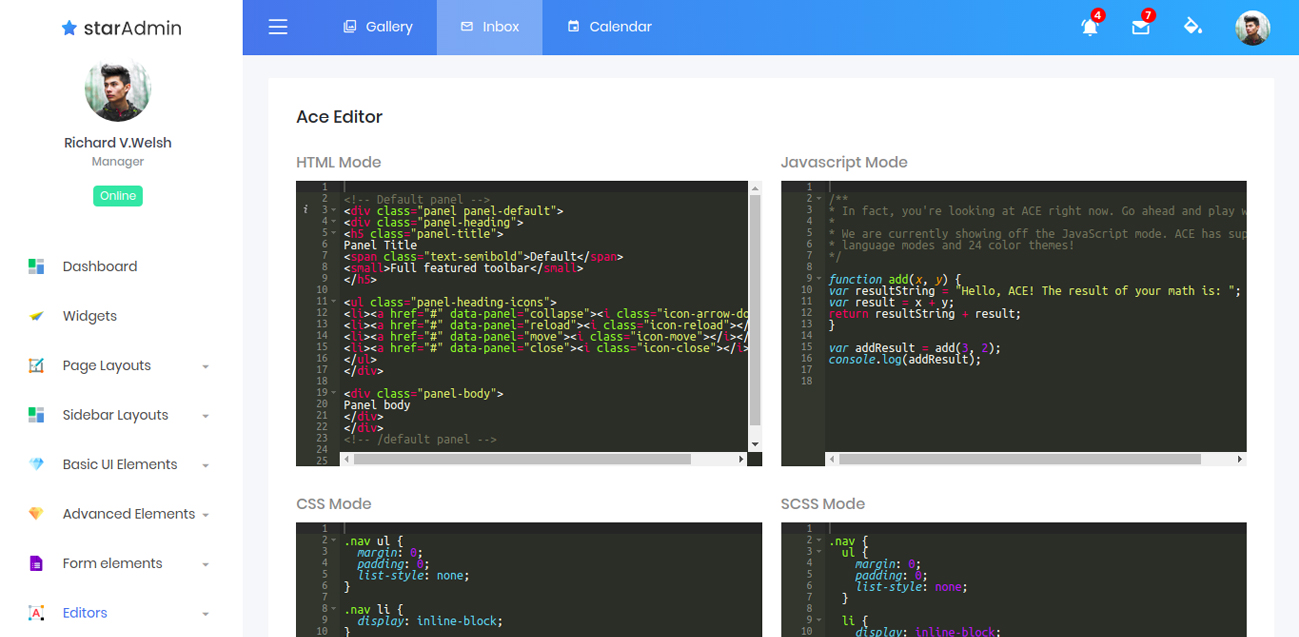 starAdmin
Gallery
Inbox
Calendar
4
7
Richard V.Welsh
Manager
Online
Dashboard
Widgets
Page Layouts
Sidebar Layouts
Basic UI Elements
Advanced Elements
Form elements
Editors
Ace Editor
HTML Mode
1
2 <!-- Default panel -->
i 3 <div class="panel panel-default">
4 <div class="panel-heading">
5 <h5 class="panel-title">
6 Panel Title
7 <span class="text-semibold">Default</span>
8 <small>Full featured toolbar</small>
9 </h5>
10
11 <ul class="panel-heading-icons">
12 <li><a href="#" data-panel="collapse"><i class="icon-arrow-do
13 <li><a href="#" data-panel="reload"><i class="icon-reload"></
14 <li><a href="#" data-panel="move"><i class="icon-move"></i></
15 <li><a href="#" data-panel="close"><i class="icon-close"></i>
16 </ul>
17 </div>
18
19 <div class="panel-body">
20 Panel body
21 </div>
22 </div>
23 <!-- /default panel -->
24
25
Javascript Mode
1
2 /**
3 * In fact, you're looking at ACE right now. Go ahead and play w
4 *
5 * We are currently showing off the JavaScript mode. ACE has sup
6 * language modes and 24 color themes!
7 */
8
9 function add(x, y) {
10 var resultString = "Hello, ACE! The result of your math is: ";
11 var result = x + y;
12 return resultString + result;
13 }
14
15 var addResult = add(3, 2);
16 console.log(addResult);
17
18
CSS Mode
1
2 .nav ul {
3 margin: 0;
4 padding: 0;
5 list-style: none;
6 }
7
8 .nav li {
9 display: inline-block;
10 }
SCSS Mode
1
2 .nav {
3 ul {
4 margin: 0;
5 padding: 0;
6 list-style: none;
7 }
8
9 li {
10 display: inline-block;